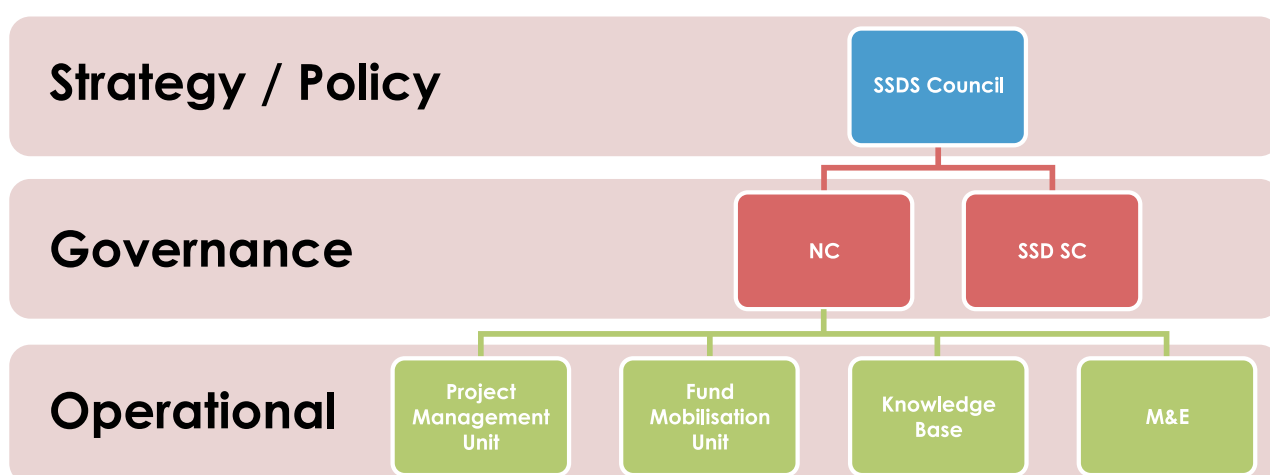 Strategy / Policy
SSDS Council
Governance
NC
SSD SC
Operational
Project
Management
Unit
Fund
Mobilisation
Unit
Knowledge
Base
M&E